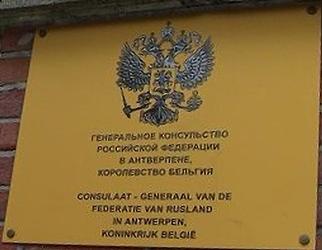 ГЕНЕРАЛЬНОЕ КОНСУЛЬСТВО
РОССИЙСКОЙ ФЕДЕРАЦИИ
В АНТВЕРПЕНЕ,
КОРОЛЕВСТВО БЕЛЬГИЯ
CONSULAAT - GENERAAL VAN DE
FEDERATIE VAN RUSLAND
IN ANTWERPEN,
KONINKRIJK BELGIË